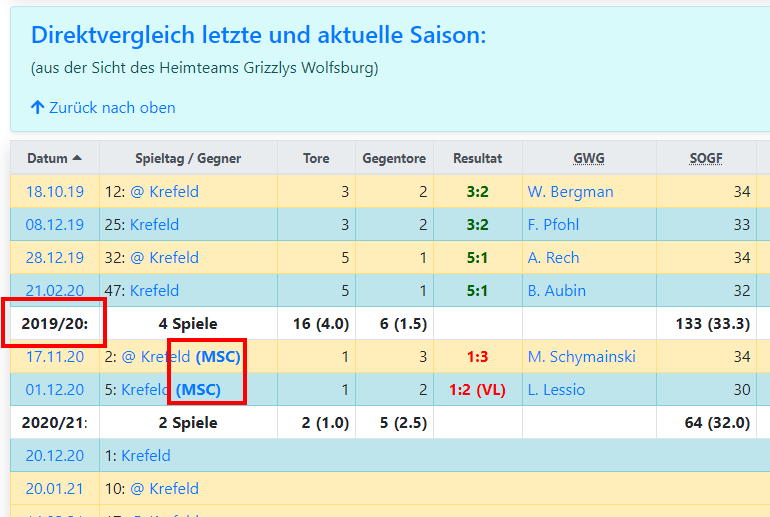 Direktvergleich letzte und aktuelle Saison:
(aus der Sicht des Heimteams Grizzlys Wolfsburg)
Zurück nach oben
Datum Spieltag / Gegner Tore Gegentore Resultat GWG SOGF
18.10.19 12: @ Krefeld 3 2 3:2 W. Bergman 34
08.12.19 25: Krefeld 3 2 3:2 F. Pfohl 33
28.12.19 32: @ Krefeld 5 1 5:1 A. Rech 34
21.02.20 47: Krefeld 5 1 5:1 B. Aubin 32
2019/20: 4 Spiele 16 (4.0) 6 (1.5) 133 (33.3)
17.11.20 2: @ Krefeld (MSC) 1 3 1:3 M. Schymainski 34
01.12.20 5: Krefeld (MSC) 1 2 1:2 (VL) L. Lessio 30
2020/21: 2 Spiele 2 (1.0) 5 (2.5) 64 (32.0)
20.12.20 1: Krefeld
20.01.21 10: @ Krefeld